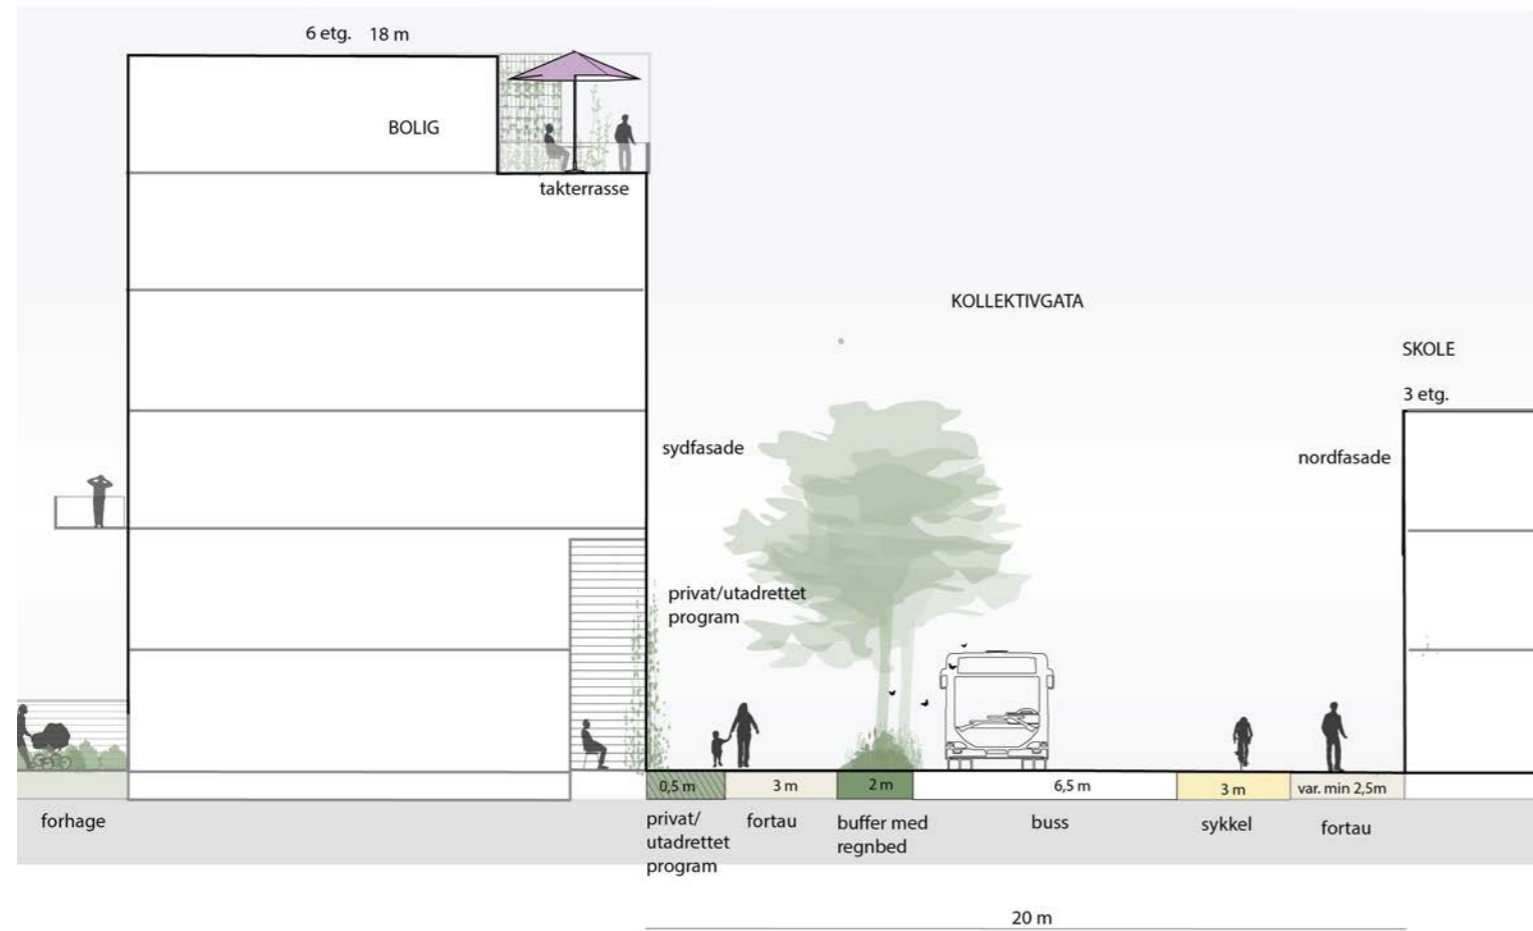 6 etg. 18 m
BOLIG
takterrasse
KOLLEKTIVGATA
SKOLE
3 etg.
sydfasade
nordfasade
privat/utadrettet
program
0,5 m
3 m
2 m
6,5 m
3 m
var. min 2,5m
forhage
privat/
utadrettet
program
fortau
buffer med
regnbed
buss
sykkel
fortau
20 m